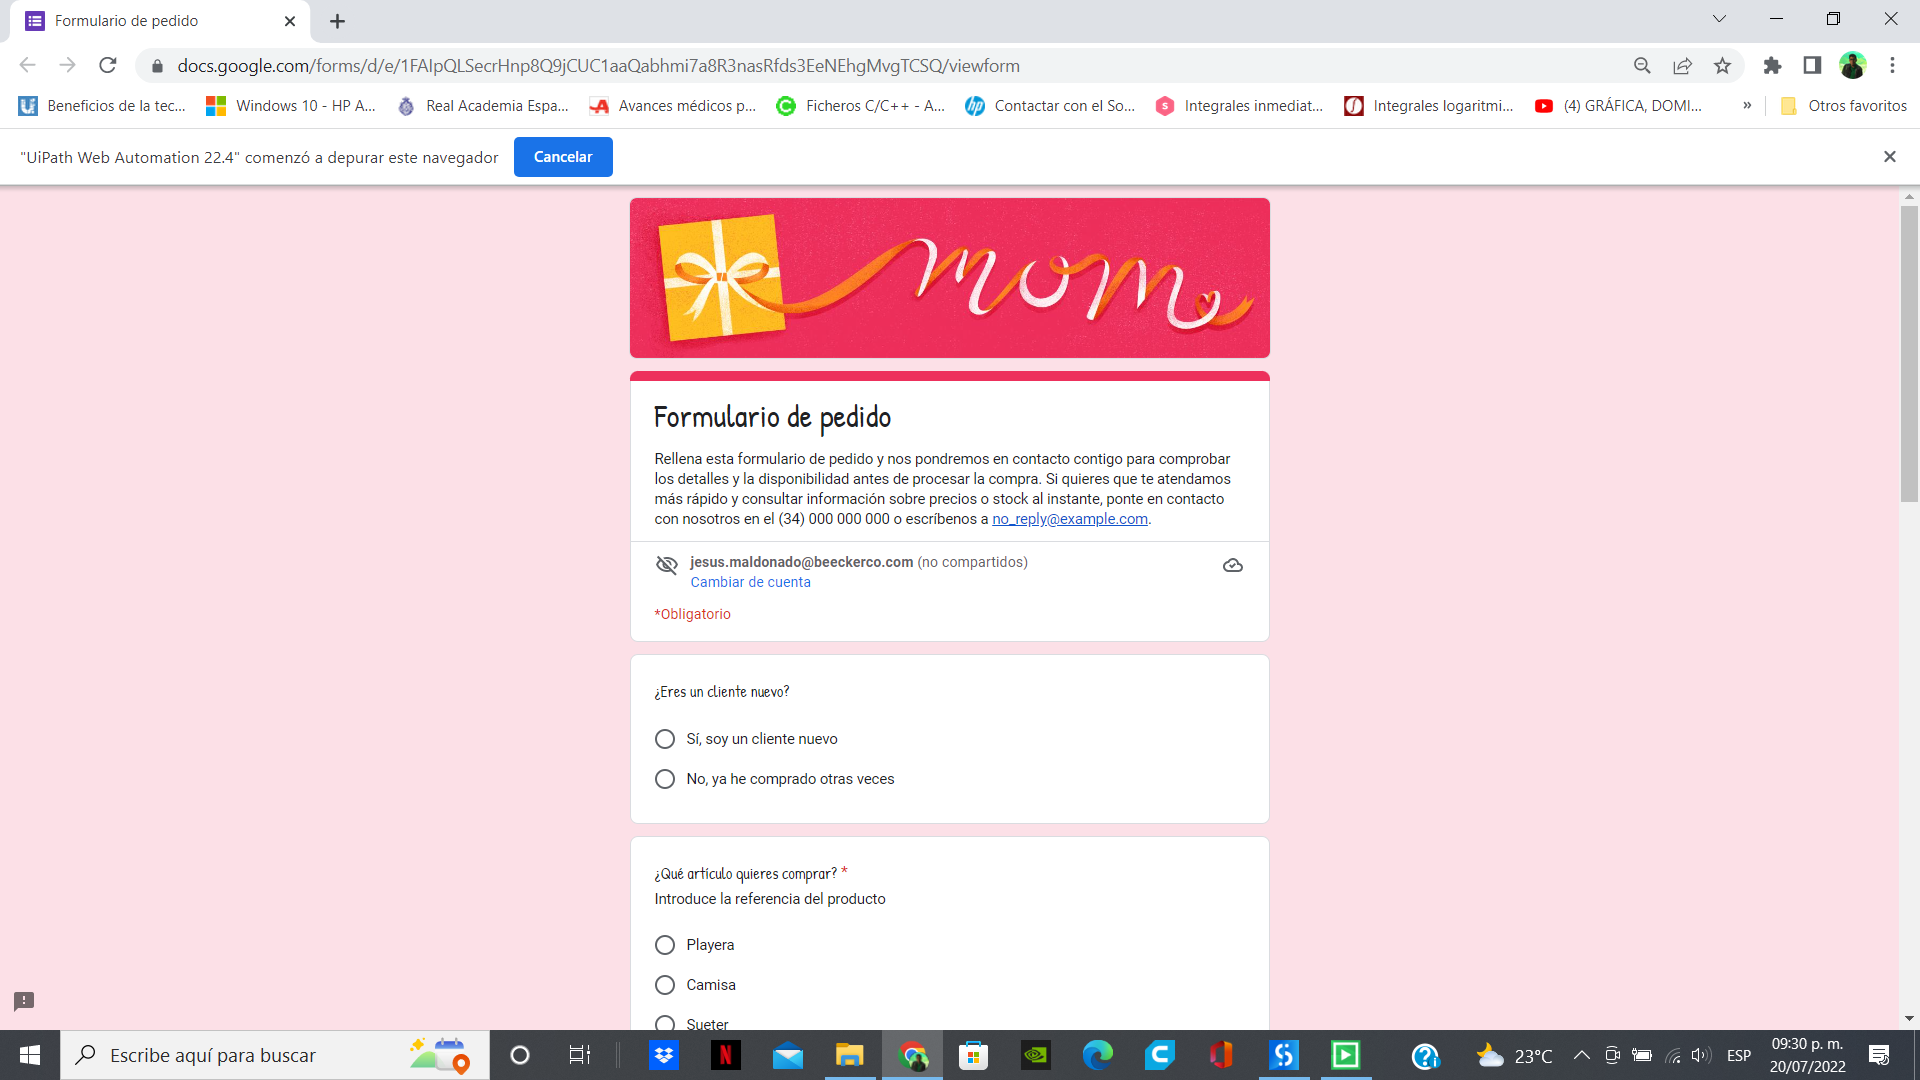 Formulario de pedido
docs.google.com/forms/d/e/1FAIpQLSecrHnp8Q9jCUC1aaQabhmi7a8R3nasRfds3EeNEhgMvgTCSQ/viewform
Beneficios de la tec...
Windows 10 - HP A...
Real Academia Espa...
Avances médicos p...
Ficheros C/C++ - A...
Contactar con el So...
Integrales inmediat...
Integrales logaritmi...
(4) GRÁFICA, DOMI...
»
Otros favoritos
"UiPath Web Automation 22.4" comenzó a depurar este navegador
Cancelar
mom
Formulario de pedido
Rellena esta formulario de pedido y nos pondremos en contacto contigo para comprobar
los detalles y la disponibilidad antes de procesar la compra. Si quieres que te atendamos
más rápido y consultar información sobre precios o stock al instante, ponte en contacto
con nosotros en el (34) 000 000 000 o escríbenos a no_reply@example.com.
jesus.maldonado@beeckerco.com (no compartidos)
Cambiar de cuenta
*Obligatorio
¿Eres un cliente nuevo?
Sí, soy un cliente nuevo
No, ya he comprado otras veces
¿Qué artículo quieres comprar? *
Introduce la referencia del producto
Playera
Camisa
Sueter
Escribe aquí para buscar
23°C
ESP
09:30 p. m.
20/07/2022